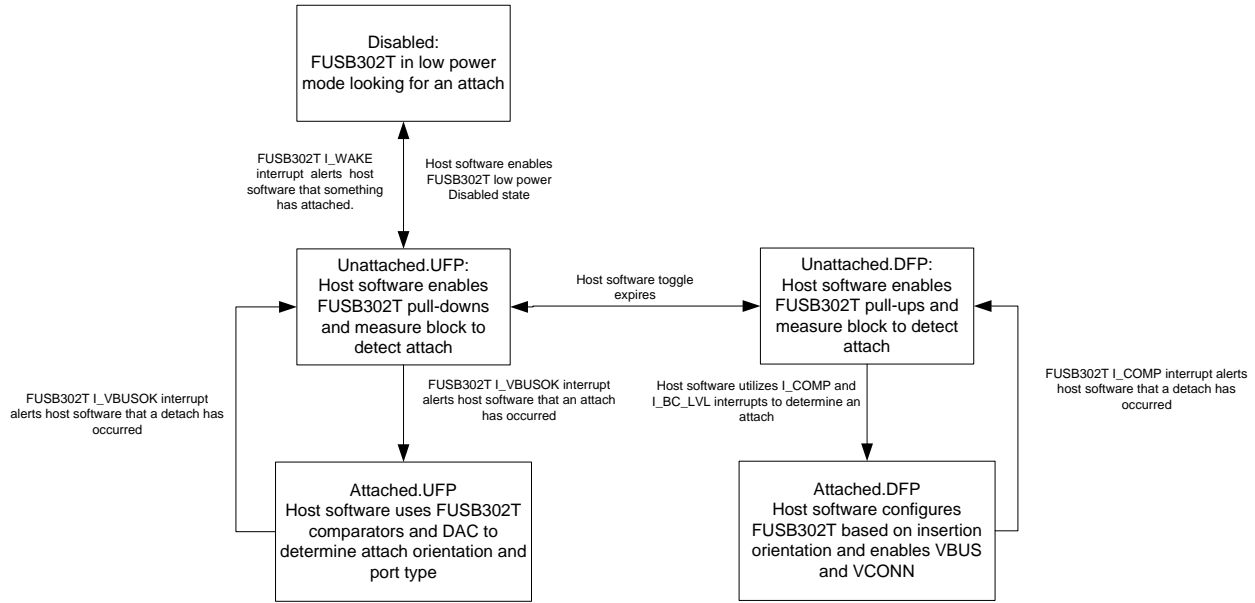 Disabled:
FUSB302T in low power
mode looking for an attach
FUSB302T I_WAKE
interrupt alerts host
software that something
has attached.
Host software enables
FUSB302T low power
Disabled state
Unattached.UFP:
Host software enables
FUSB302T pull-downs
and measure block to
detect attach
Host software toggle
expires
Unattached.DFP:
Host software enables
FUSB302T pull-ups and
measure block to detect
attach
FUSB302T I_VBUSOK interrupt
alerts host software that a detach has
occurred
FUSB302T I_VBUSOK interrupt
alerts host software that an attach
has occurred
Host software utilizes I_COMP and
I_BC_LVL interrupts to determine an
attach
FUSB302T I_COMP interrupt alerts
host software that a detach has
occurred
Attached.UFP
Host software uses FUSB302T
comparators and DAC to
determine attach orientation and
port type
Attached.DFP
Host software configures
FUSB302T based on insertion
orientation and enables VBUS
and VCONN